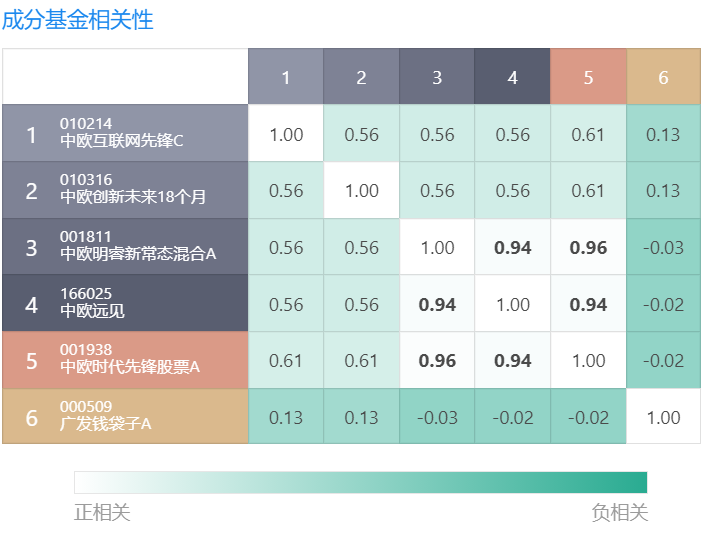 成分基金相关性
1 2 3 4 5 6
1 010214 中欧互联网先锋C 1.00 0.56 0.56 0.56 0.61 0.13
2 010316 中欧创新未来18个月 0.56 1.00 0.56 0.56 0.61 0.13
3 001811 中欧明睿新常态混合A 0.56 0.56 1.00 0.94 0.96 -0.03
4 166025 中欧远见 0.56 0.56 0.94 1.00 0.94 -0.02
5 001938 中欧时代先锋股票A 0.61 0.61 0.96 0.94 1.00 -0.02
6 000509 广发钱袋子A 0.13 0.13 -0.03 -0.02 -0.02 1.00
正相关 负相关